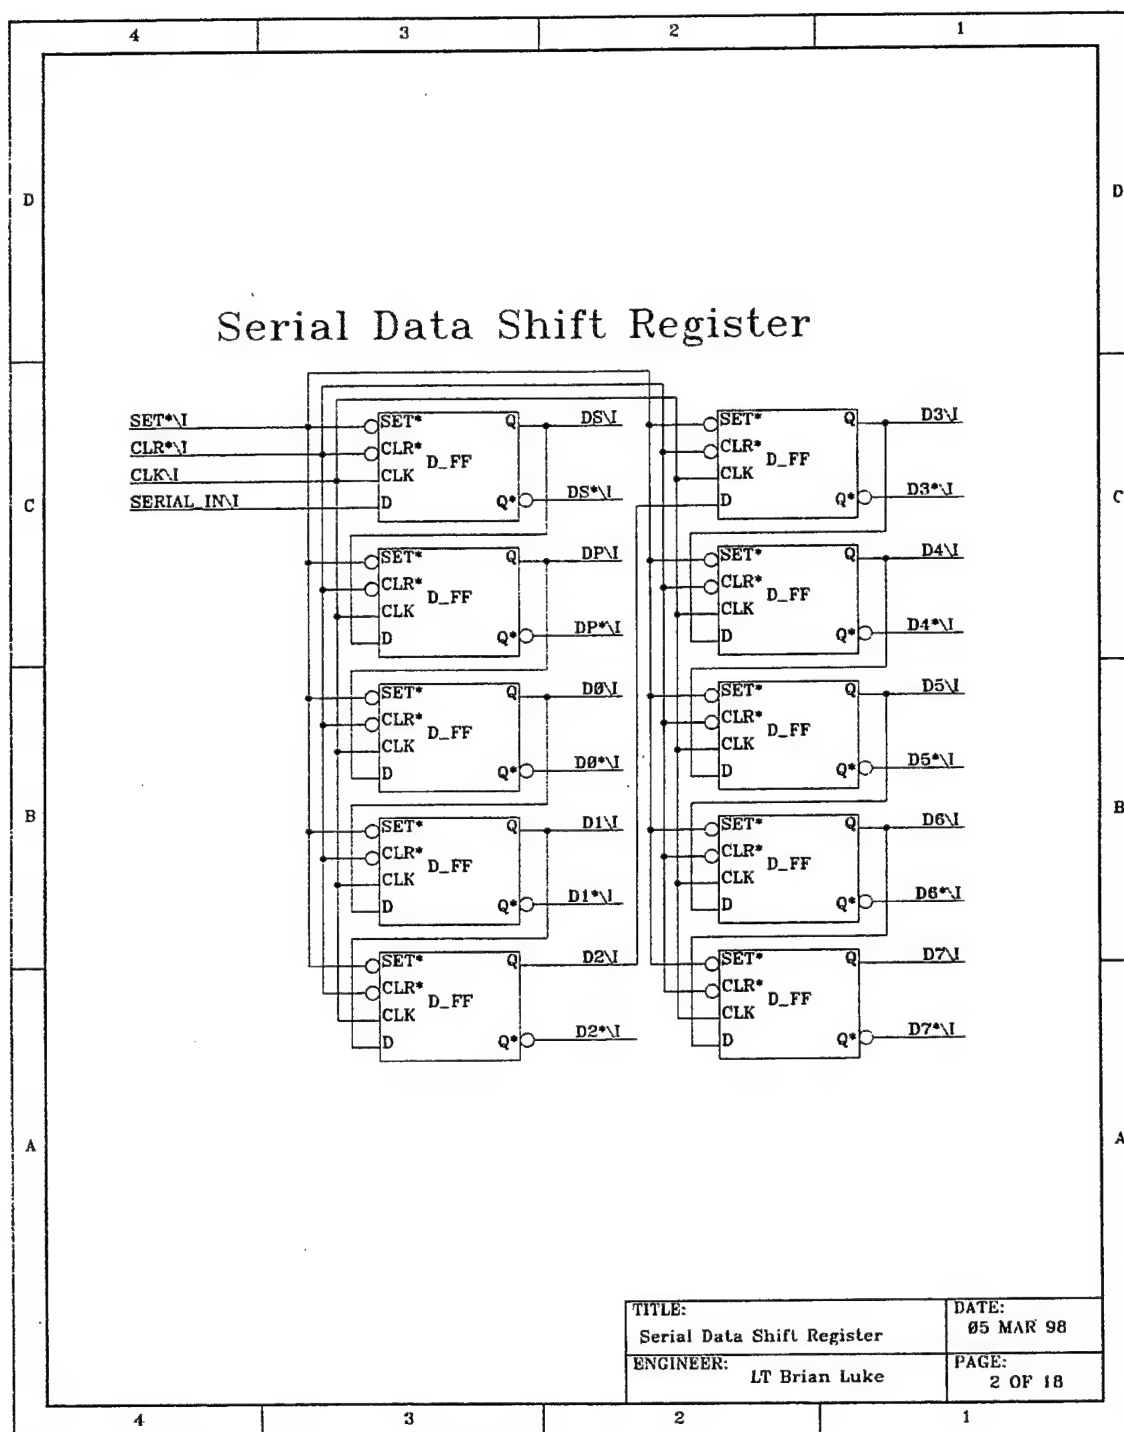 4 3 2 1
D D
Serial Data Shift Register
SET*\I
CLR*\I
CLK\I
SERIAL_IN\I
SET* Q DS\I
CLR* D_FF
CLK
D Q* DS*\I
SET* Q DP\I
CLR* D_FF
CLK
D Q* DP*\I
SET* Q D0\I
CLR* D_FF
CLK
D Q* D0*\I
SET* Q D1\I
CLR* D_FF
CLK
D Q* D1*\I
SET* Q D2\I
CLR* D_FF
CLK
D Q* D2*\I
SET* Q D3\I
CLR* D_FF
CLK
D Q* D3*\I
SET* Q D4\I
CLR* D_FF
CLK
D Q* D4*\I
SET* Q D5\I
CLR* D_FF
CLK
D Q* D5*\I
SET* Q D6\I
CLR* D_FF
CLK
D Q* D6*\I
SET* Q D7\I
CLR* D_FF
CLK
D Q* D7*\I
C C
B B
A A
TITLE:
Serial Data Shift Register
DATE:
05 MAR 98
ENGINEER:
LT Brian Luke
PAGE:
2 OF 18
4 3 2 1